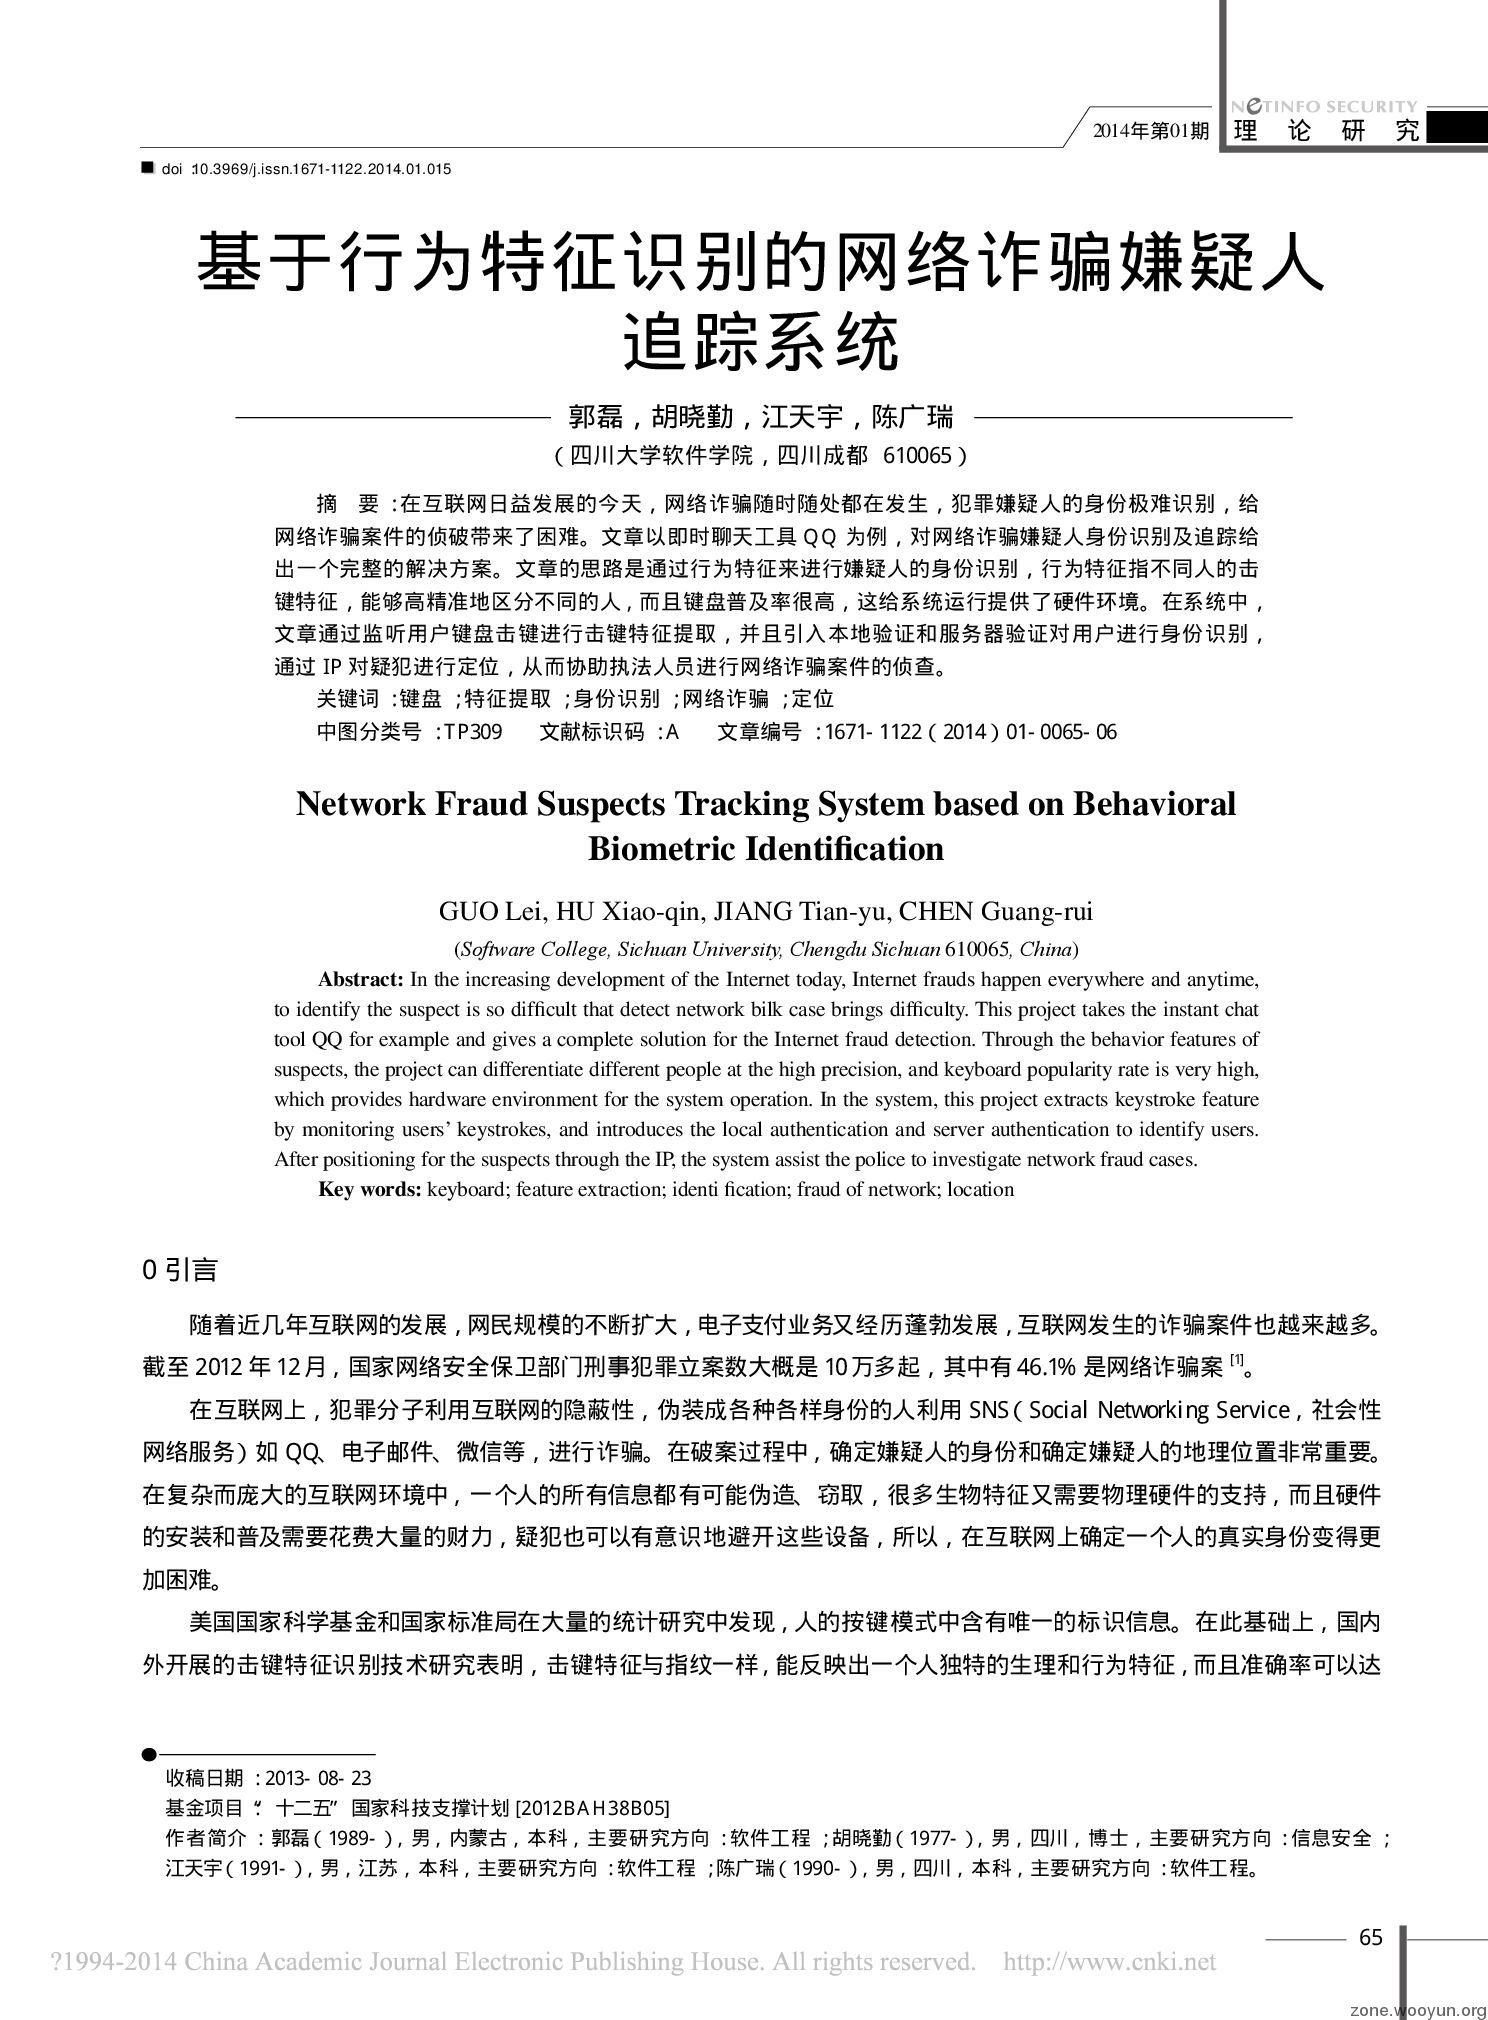 NeTINFO SECURITY
2014年第01期 理 论 研 究
■ doi :10.3969/j.issn.1671-1122.2014.01.015
基于行为特征识别的网络诈骗嫌疑人
追踪系统
郭磊，胡晓勤，江天宇，陈广瑞
（四川大学软件学院，四川成都 610065）
摘 要 :在互联网日益发展的今天，网络诈骗随时随处都在发生，犯罪嫌疑人的身份极难识别，给
网络诈骗案件的侦破带来了困难。文章以即时聊天工具 QQ 为例，对网络诈骗嫌疑人身份识别及追踪给
出一个完整的解决方案。文章的思路是通过行为特征来进行嫌疑人的身份识别，行为特征指不同人的击
键特征，能够高精准地区分不同的人，而且键盘普及率很高，这给系统运行提供了硬件环境。在系统中，
文章通过监听用户键盘击键进行击键特征提取，并且引入本地验证和服务器验证对用户进行身份识别，
通过 IP 对疑犯进行定位，从而协助执法人员进行网络诈骗案件的侦查。
关键词 :键盘 ;特征提取 ;身份识别 ;网络诈骗 ;定位
中图分类号 :TP309 文献标识码 :A 文章编号 :1671- 1122（2014）01- 0065- 06
Network Fraud Suspects Tracking System based on Behavioral
Biometric Identification
GUO Lei, HU Xiao-qin, JIANG Tian-yu, CHEN Guang-rui
(Software College, Sichuan University, Chengdu Sichuan 610065, China)
Abstract: In the increasing development of the Internet today, Internet frauds happen everywhere and anytime,
to identify the suspect is so difficult that detect network bilk case brings difficulty. This project takes the instant chat
tool QQ for example and gives a complete solution for the Internet fraud detection. Through the behavior features of
suspects, the project can differentiate different people at the high precision, and keyboard popularity rate is very high,
which provides hardware environment for the system operation. In the system, this project extracts keystroke feature
by monitoring users’ keystrokes, and introduces the local authentication and server authentication to identify users.
After positioning for the suspects through the IP, the system assist the police to investigate network fraud cases.
Key words: keyboard; feature extraction; identi fication; fraud of network; location
0 引言
随着近几年互联网的发展，网民规模的不断扩大，电子支付业务又经历蓬勃发展，互联网发生的诈骗案件也越来越多。
截至 2012 年 12 月，国家网络安全保卫部门刑事犯罪立案数大概是 10 万多起，其中有 46.1% 是网络诈骗案 [1]。
在互联网上，犯罪分子利用互联网的隐蔽性，伪装成各种各样身份的人利用 SNS（Social Networking Service，社会性
网络服务）如 QQ、电子邮件、微信等，进行诈骗。在破案过程中，确定嫌疑人的身份和确定嫌疑人的地理位置非常重要。
在复杂而庞大的互联网环境中，一个人的所有信息都有可能伪造、窃取，很多生物特征又需要物理硬件的支持，而且硬件
的安装和普及需要花费大量的财力，疑犯也可以有意识地避开这些设备，所以，在互联网上确定一个人的真实身份变得更
加困难。
美国国家科学基金和国家标准局在大量的统计研究中发现，人的按键模式中含有唯一的标识信息。在此基础上，国内
外开展的击键特征识别技术研究表明，击键特征与指纹一样，能反映出一个人独特的生理和行为特征，而且准确率可以达
收稿日期 : 2013- 08- 23
基金项目 :“十二五”国家科技支撑计划 [2012BAH38B05]
作者简介 : 郭磊（1989-），男，内蒙古，本科，主要研究方向 :软件工程 ;胡晓勤（1977-），男，四川，博士，主要研究方向 :信息安全 ;
江天宇（1991-），男，江苏，本科，主要研究方向 :软件工程 ;陈广瑞（1990-），男，四川，本科，主要研究方向 :软件工程。
65
?1994-2014 China Academic Journal Electronic Publishing House. All rights reserved. http://www.cnki.net
zone.wooyun.org